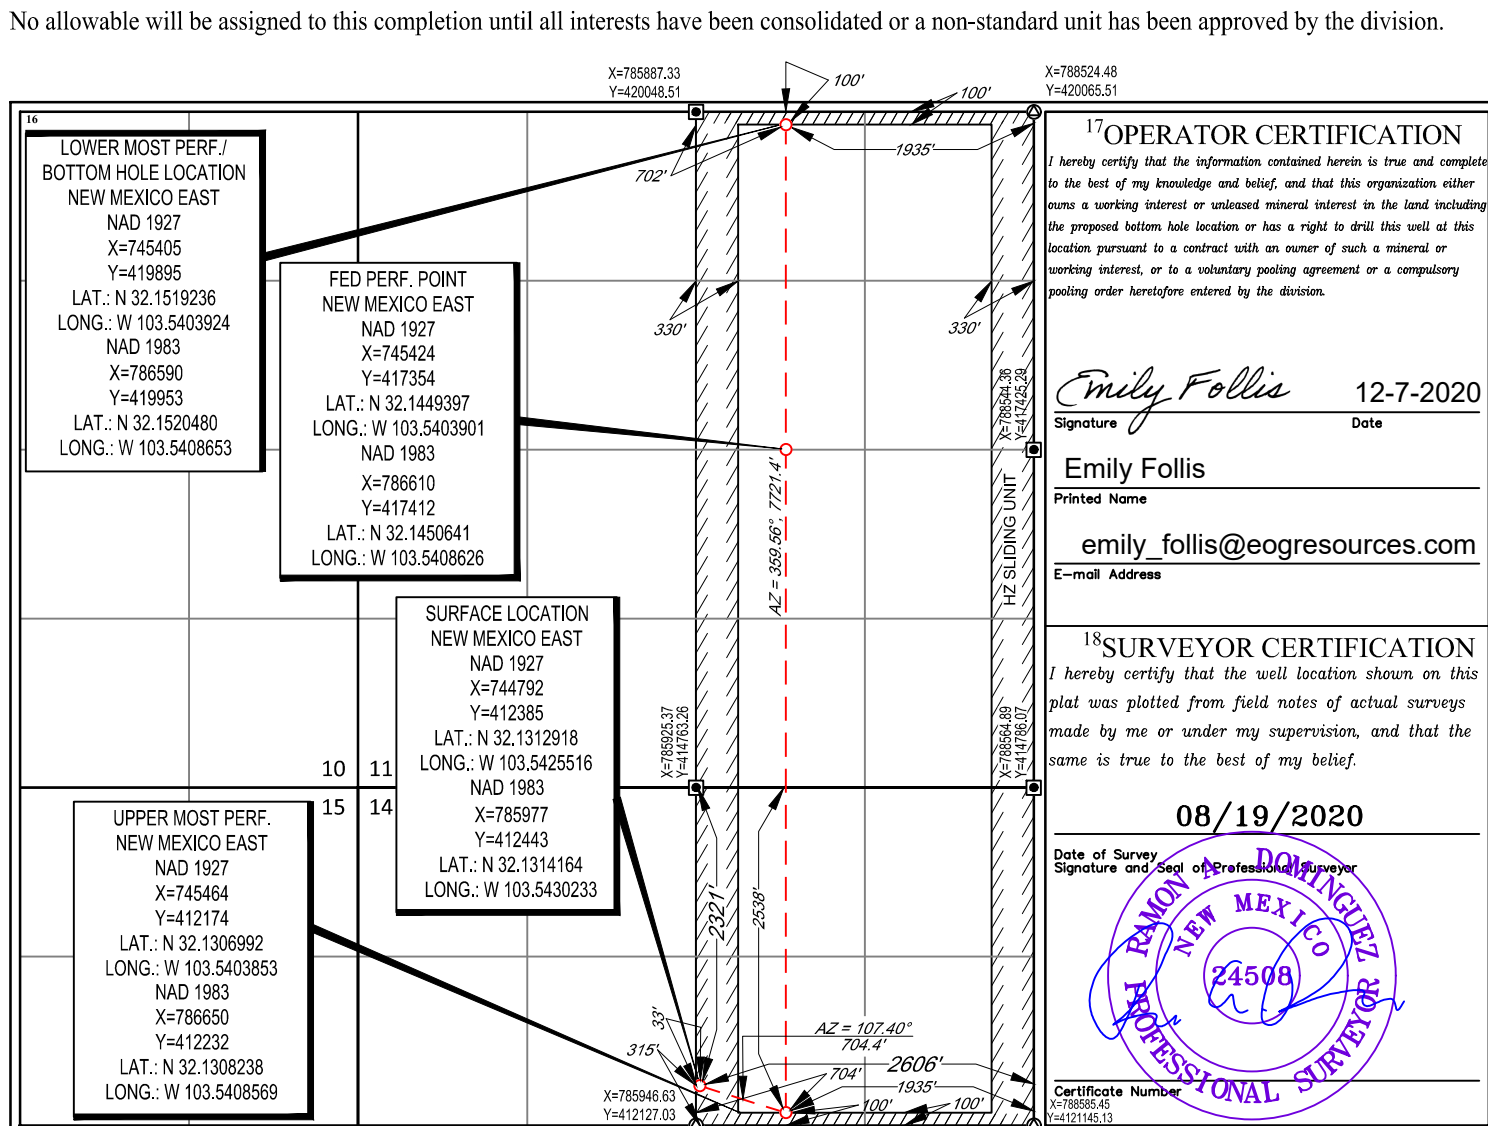 No allowable will be assigned to this completion until all interests have been consolidated or a non-standard unit has been approved by the division.
X=785887.33
Y=420048.51
100'
100'
X=788524.48
Y=420065.51
16
LOWER MOST PERF./
BOTTOM HOLE LOCATION
NEW MEXICO EAST
NAD 1927
X=745405
Y=419895
LAT.: N 32.1519236
LONG.: W 103.5403924
NAD 1983
X=786590
Y=419953
LAT.: N 32.1520480
LONG.: W 103.5408653
702'
1935'
FED PERF. POINT
NEW MEXICO EAST
NAD 1927
X=745424
Y=417354
LAT.: N 32.1449397
LONG.: W 103.5403901
NAD 1983
X=786610
Y=417412
LAT.: N 32.1450641
LONG.: W 103.5408626
330'
330'
X=788544.36
Y=417425.29
AZ = 359.56°, 7721.4'
HZ SLIDING UNIT
SURFACE LOCATION
NEW MEXICO EAST
NAD 1927
X=744792
Y=412385
LAT.: N 32.1312918
LONG.: W 103.5425516
NAD 1983
X=785977
Y=412443
LAT.: N 32.1314164
LONG.: W 103.5430233
X=785925.37
Y=414763.26
X=788564.89
Y=414786.07
10 11
15 14
UPPER MOST PERF.
NEW MEXICO EAST
NAD 1927
X=745464
Y=412174
LAT.: N 32.1306992
LONG.: W 103.5403853
NAD 1983
X=786650
Y=412232
LAT.: N 32.1308238
LONG.: W 103.5408569
2321'
2538'
33'
315'
AZ = 107.40°
704.4'
2606'
704'
1935'
100'
100'
X=785946.63
Y=412127.03
17 OPERATOR CERTIFICATION
I hereby certify that the information contained herein is true and complete
to the best of my knowledge and belief, and that this organization either
owns a working interest or unleased mineral interest in the land including
the proposed bottom hole location or has a right to drill this well at this
location pursuant to a contract with an owner of such a mineral or
working interest, or to a voluntary pooling agreement or a compulsory
pooling order heretofore entered by the division.
Emily Follis 12-7-2020
Signature Date
Emily Follis
Printed Name
emily_follis@eogresources.com
E-mail Address
18 SURVEYOR CERTIFICATION
I hereby certify that the well location shown on this
plat was plotted from field notes of actual surveys
made by me or under my supervision, and that the
same is true to the best of my belief.
08/19/2020
Date of Survey
Signature and Seal of Professional Surveyor
RAMON A. DOMINGUEZ
NEW MEXICO
24508
PROFESSIONAL SURVEYOR
Certificate Number
X=788585.45
Y=4121145.13